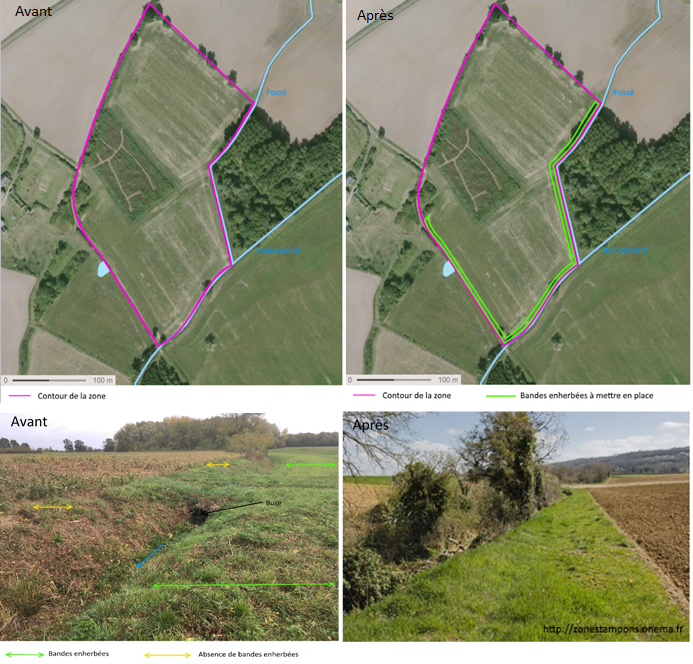 Avant
Fossé
0 100 m
Contour de la zone
Après
Fossé
0 100 m
Contour de la zone
Bandes enherbées à mettre en place
Avant
Buse
Bandes enherbées
Absence de bandes enherbées
Après
http://zonestampons.onema.fr/